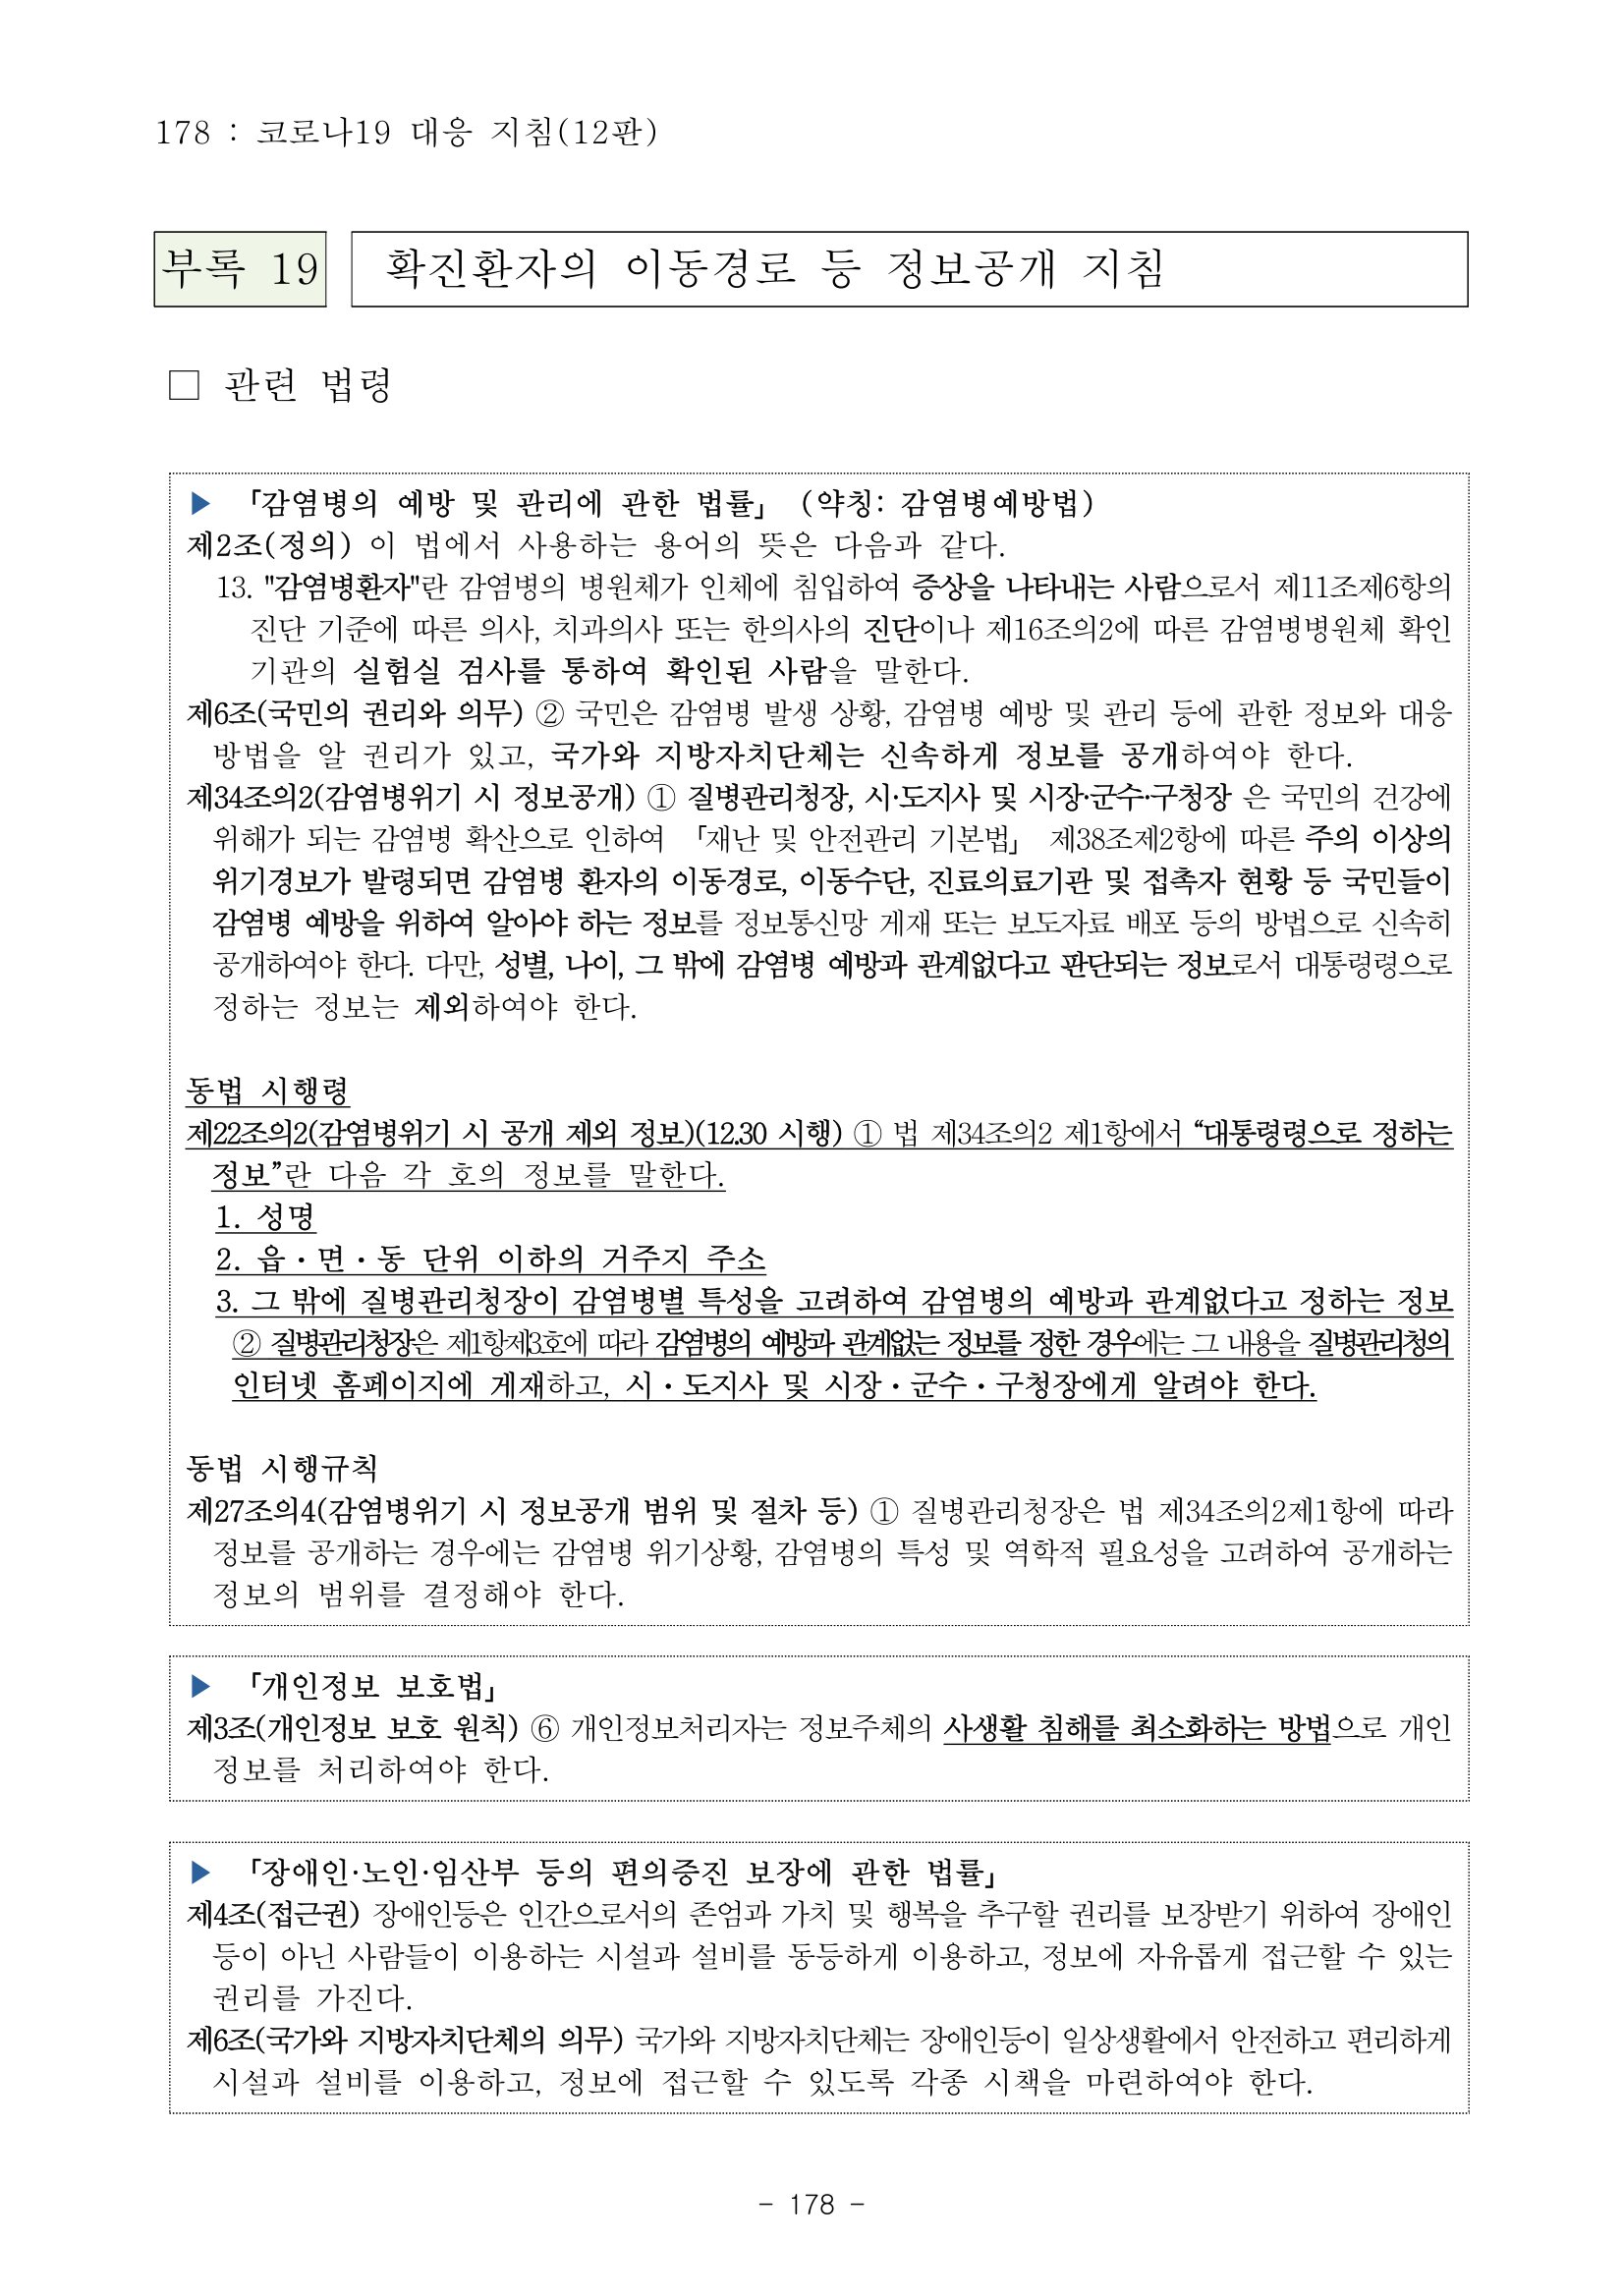 178 : 코로나19 대응 지침(12판)
부록 19 확진환자의 이동경로 등 정보공개 지침
□ 관련 법령
▶ 「감염병의 예방 및 관리에 관한 법률」 (약칭: 감염병예방법)
제2조(정의) 이 법에서 사용하는 용어의 뜻은 다음과 같다.
13. "감염병환자"란 감염병의 병원체가 인체에 침입하여 증상을 나타내는 사람으로서 제11조제6항의
진단 기준에 따른 의사, 치과의사 또는 한의사의 진단이나 제16조의2에 따른 감염병병원체 확인
기관의 실험실 검사를 통하여 확인된 사람을 말한다.
제6조(국민의 권리와 의무) ② 국민은 감염병 발생 상황, 감염병 예방 및 관리 등에 관한 정보와 대응
방법을 알 권리가 있고, 국가와 지방자치단체는 신속하게 정보를 공개하여야 한다.
제34조의2(감염병위기 시 정보공개) ① 질병관리청장, 시·도지사 및 시장·군수·구청장 은 국민의 건강에
위해가 되는 감염병 확산으로 인하여 「재난 및 안전관리 기본법」 제38조제2항에 따른 주의 이상의
위기경보가 발령되면 감염병 환자의 이동경로, 이동수단, 진료의료기관 및 접촉자 현황 등 국민들이
감염병 예방을 위하여 알아야 하는 정보를 정보통신망 게재 또는 보도자료 배포 등의 방법으로 신속히
공개하여야 한다. 다만, 성별, 나이, 그 밖에 감염병 예방과 관계없다고 판단되는 정보로서 대통령령으로
정하는 정보는 제외하여야 한다.
동법 시행령
제22조의2(감염병위기 시 공개 제외 정보)(12.30 시행) ① 법 제34조의2 제1항에서 “대통령령으로 정하는
정보”란 다음 각 호의 정보를 말한다.
1. 성명
2. 읍·면·동 단위 이하의 거주지 주소
3. 그 밖에 질병관리청장이 감염병별 특성을 고려하여 감염병의 예방과 관계없다고 정하는 정보
② 질병관리청장은 제1항제3호에 따라 감염병의 예방과 관계없는 정보를 정한 경우에는 그 내용을 질병관리청의
인터넷 홈페이지에 게재하고, 시·도지사 및 시장·군수·구청장에게 알려야 한다.
동법 시행규칙
제27조의4(감염병위기 시 정보공개 범위 및 절차 등) ① 질병관리청장은 법 제34조의2제1항에 따라
정보를 공개하는 경우에는 감염병 위기상황, 감염병의 특성 및 역학적 필요성을 고려하여 공개하는
정보의 범위를 결정해야 한다.
▶ 「개인정보 보호법」
제3조(개인정보 보호 원칙) ⑥ 개인정보처리자는 정보주체의 사생활 침해를 최소화하는 방법으로 개인
정보를 처리하여야 한다.
▶ 「장애인·노인·임산부 등의 편의증진 보장에 관한 법률」
제4조(접근권) 장애인등은 인간으로서의 존엄과 가치 및 행복을 추구할 권리를 보장받기 위하여 장애인
등이 아닌 사람들이 이용하는 시설과 설비를 동등하게 이용하고, 정보에 자유롭게 접근할 수 있는
권리를 가진다.
제6조(국가와 지방자치단체의 의무) 국가와 지방자치단체는 장애인등이 일상생활에서 안전하고 편리하게
시설과 설비를 이용하고, 정보에 접근할 수 있도록 각종 시책을 마련하여야 한다.
- 178 -